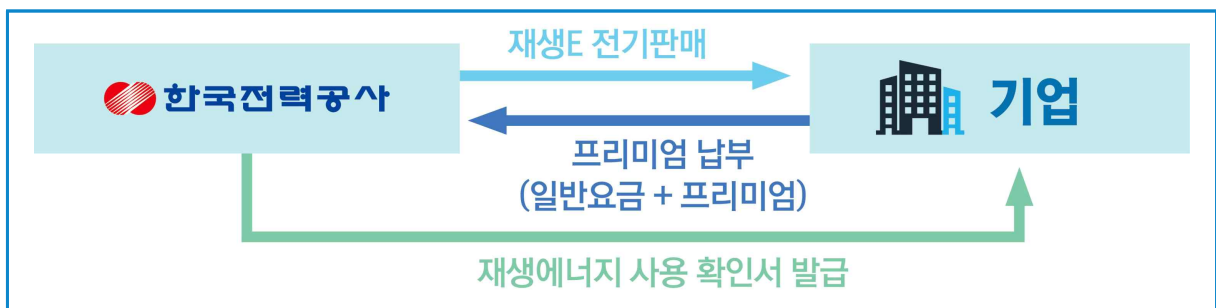 재생E 전기판매
한국전력공사
기업
프리미엄 납부
(일반요금 + 프리미엄)
재생에너지 사용 확인서 발급